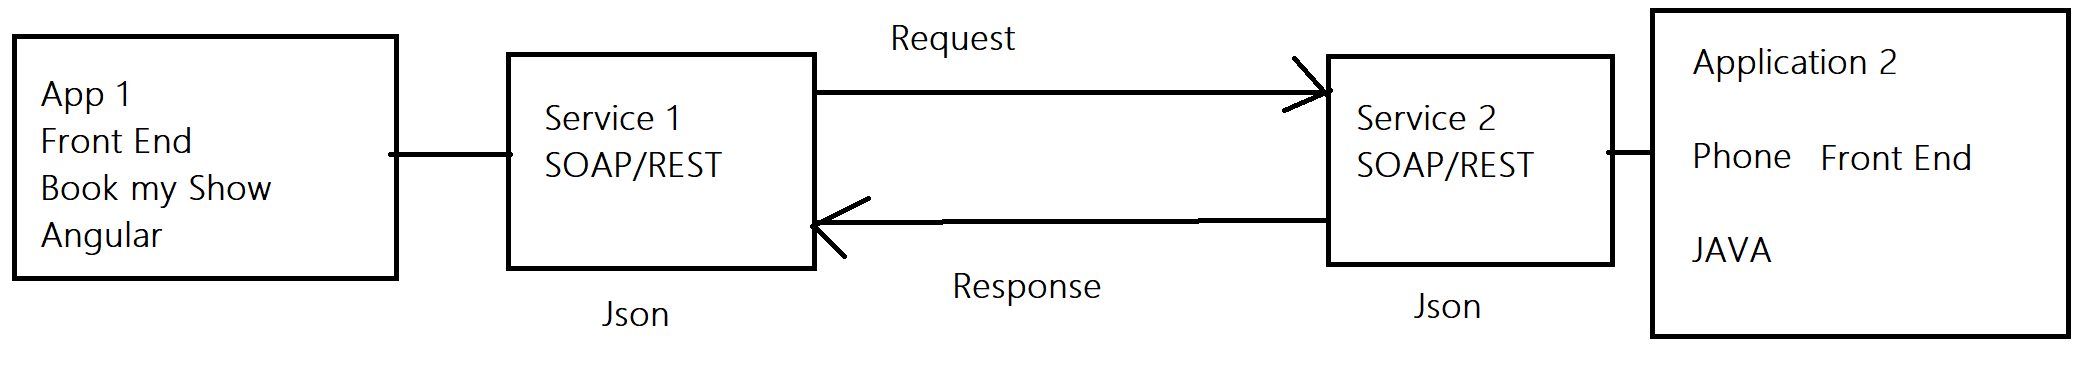 App 1
Front End
Book my Show
Angular
Service 1
SOAP/REST
Json
Request
Response
Service 2
SOAP/REST
Json
Application 2
Phone Front End
JAVA